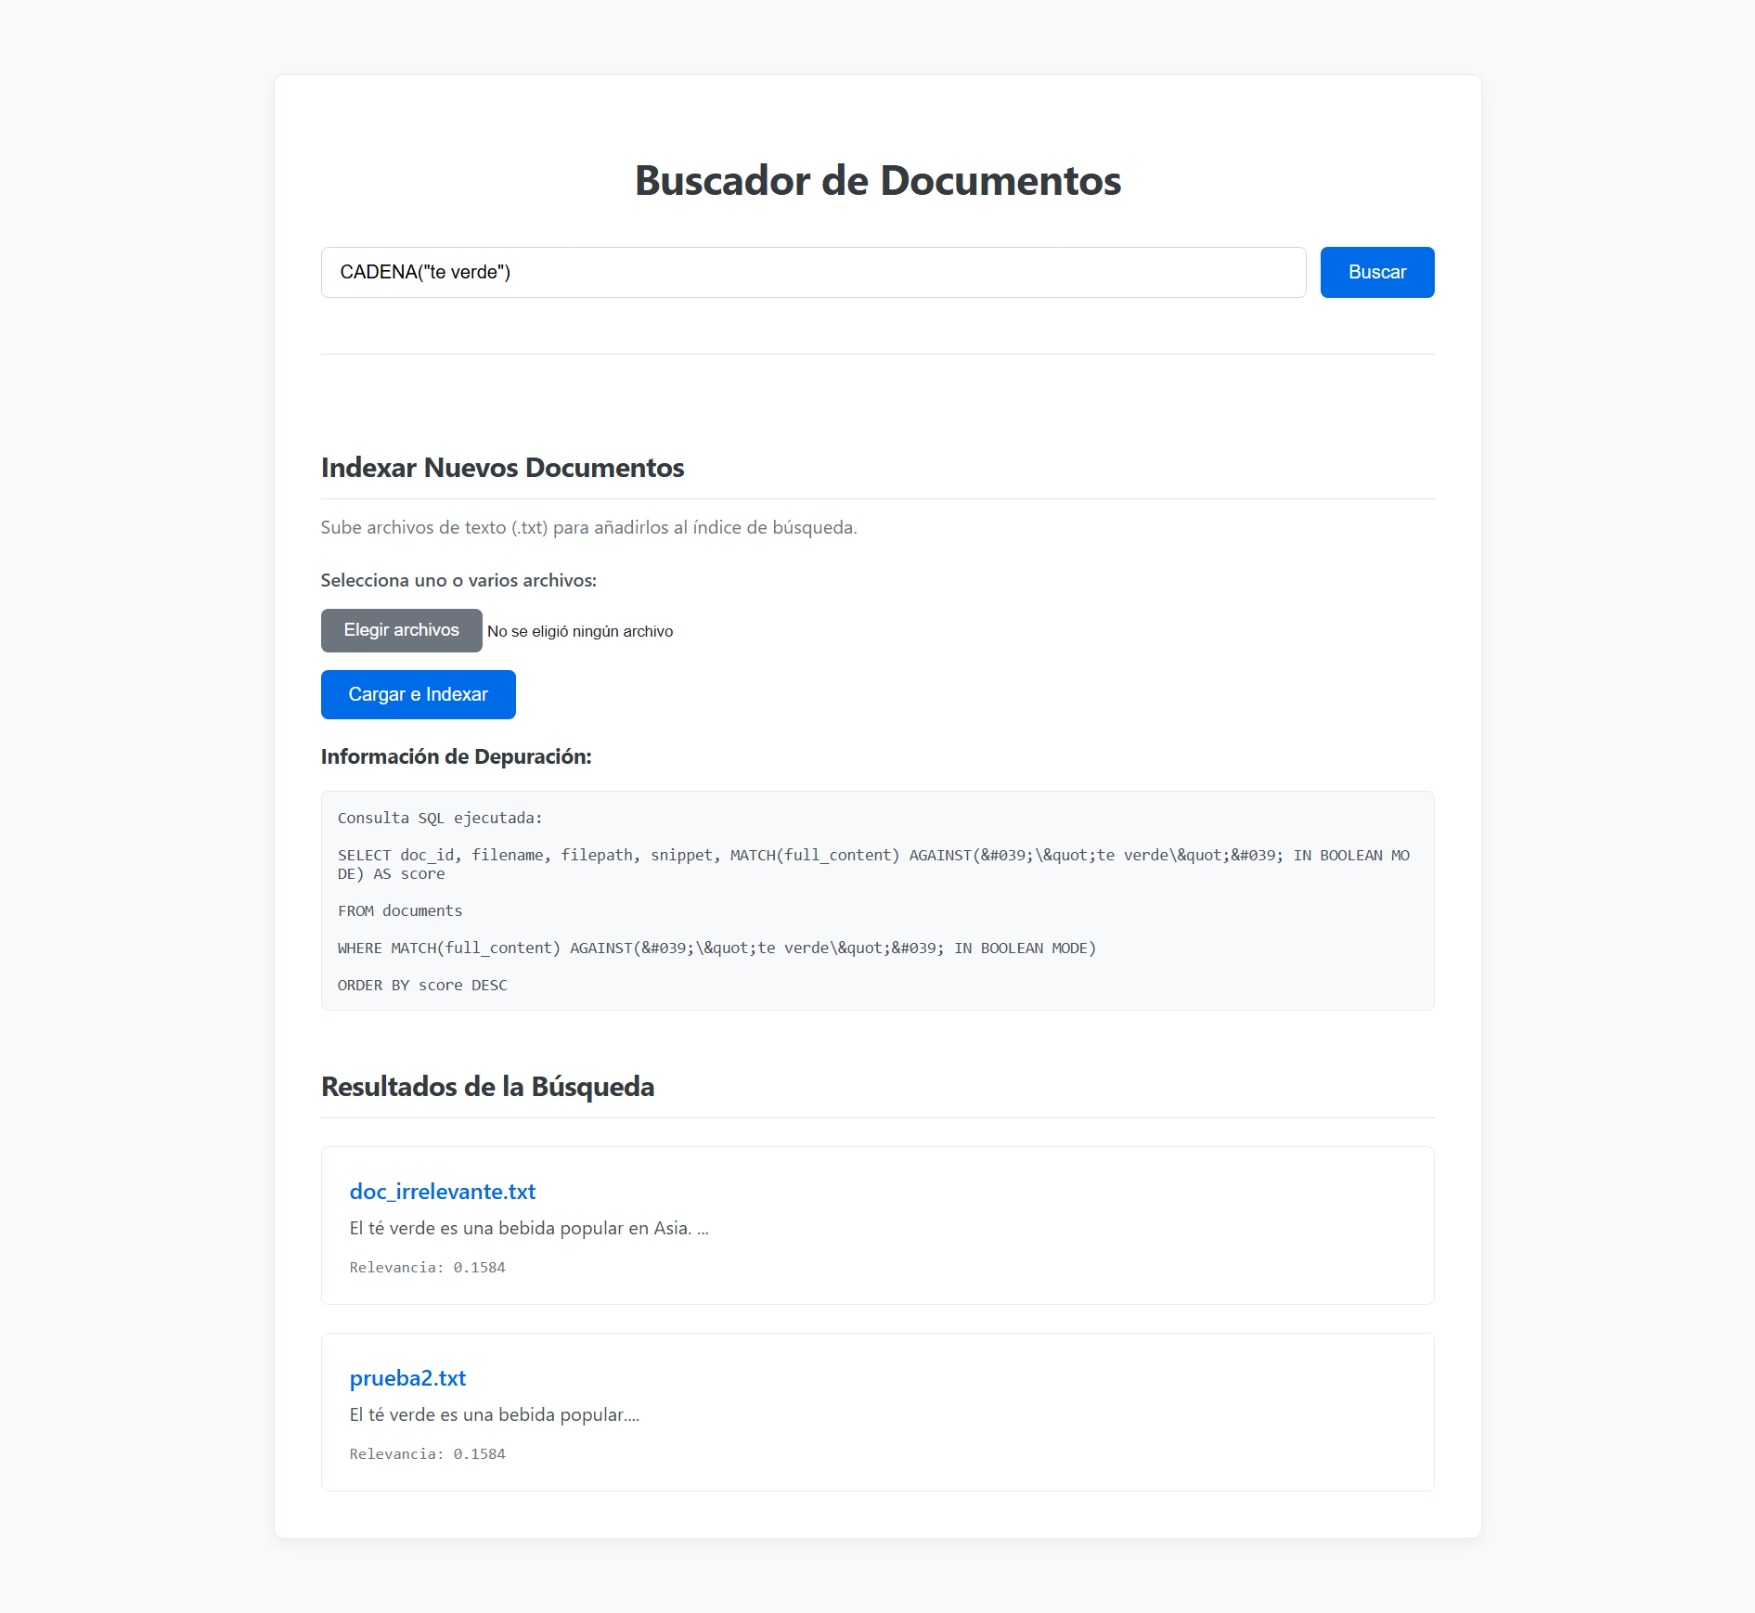 Buscador de Documentos
CADENA("te verde")
Buscar
Indexar Nuevos Documentos
Sube archivos de texto (.txt) para añadirlos al índice de búsqueda.
Selecciona uno o varios archivos:
Elegir archivos No se eligió ningún archivo
Cargar e Indexar
Información de Depuración:
Consulta SQL ejecutada:
SELECT doc_id, filename, filepath, snippet, MATCH(full_content) AGAINST(&#039;\&quot;te verde\&quot;&#039; IN BOOLEAN MO
DE) AS score
FROM documents
WHERE MATCH(full_content) AGAINST(&#039;\&quot;te verde\&quot;&#039; IN BOOLEAN MODE)
ORDER BY score DESC
Resultados de la Búsqueda
doc_irrelevante.txt
El té verde es una bebida popular en Asia. ...
Relevancia: 0.1584
prueba2.txt
El té verde es una bebida popular....
Relevancia: 0.1584